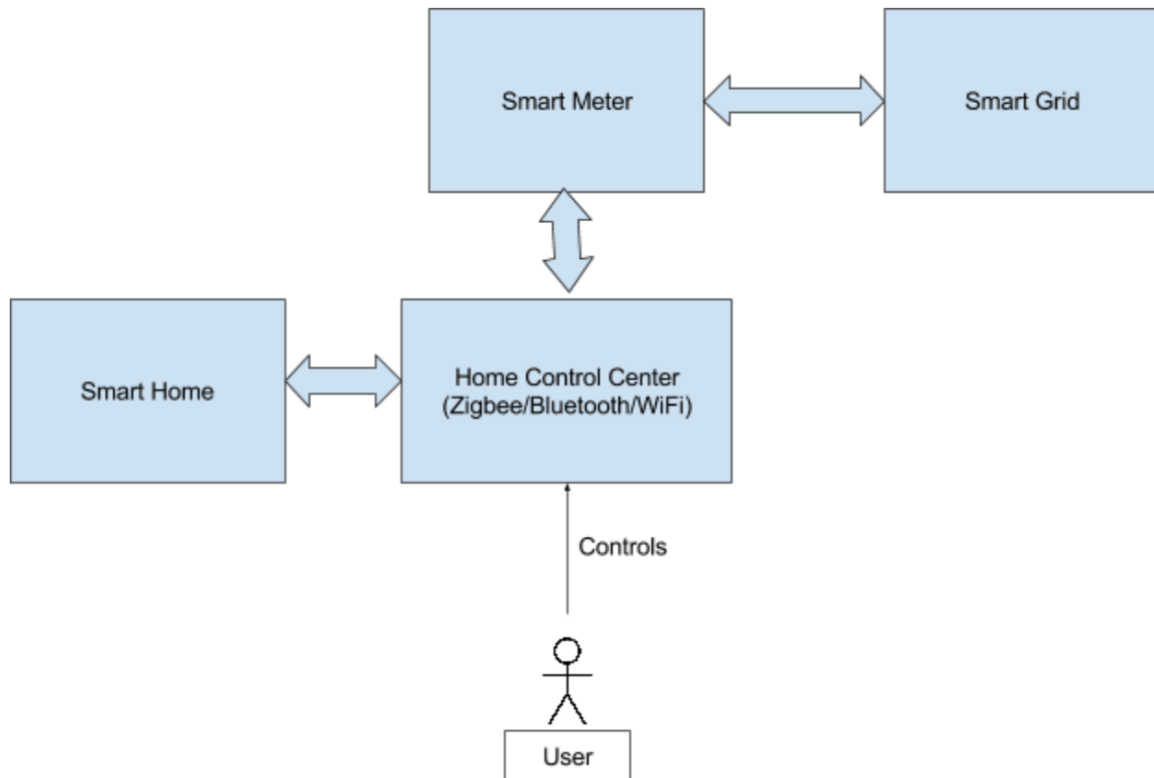 Smart Meter
Smart Grid
Smart Home
Home Control Center
(Zigbee/Bluetooth/WiFi)
Controls
User